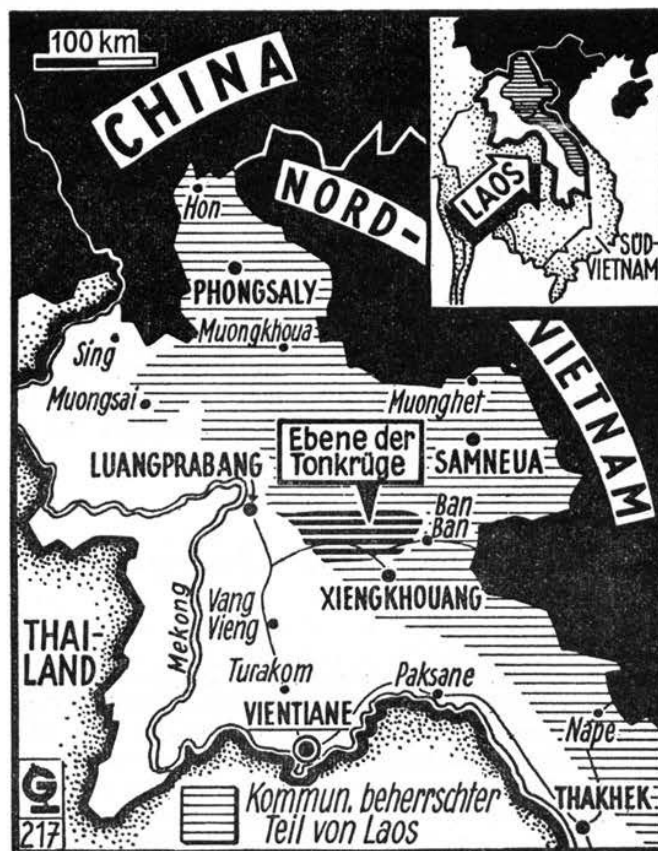 100 km
CHINA
NORD-
VIETNAM
LAOS
SÜD-
VIETNAM
Hon
PHONGSALY
Muongkhoua
Sing
Muongsai
Muonghet
Ebene der
Tonkrüge
LUANGPRABANG
SAMNEUA
Ban
Ban
XIENGKHOUANG
Vang
Vieng
THAI-
LAND
Mekong
Turakom
Paksane
VIENTIANE
Nape
THAKHEK
Kommun. beherrschter
Teil von Laos
G
217